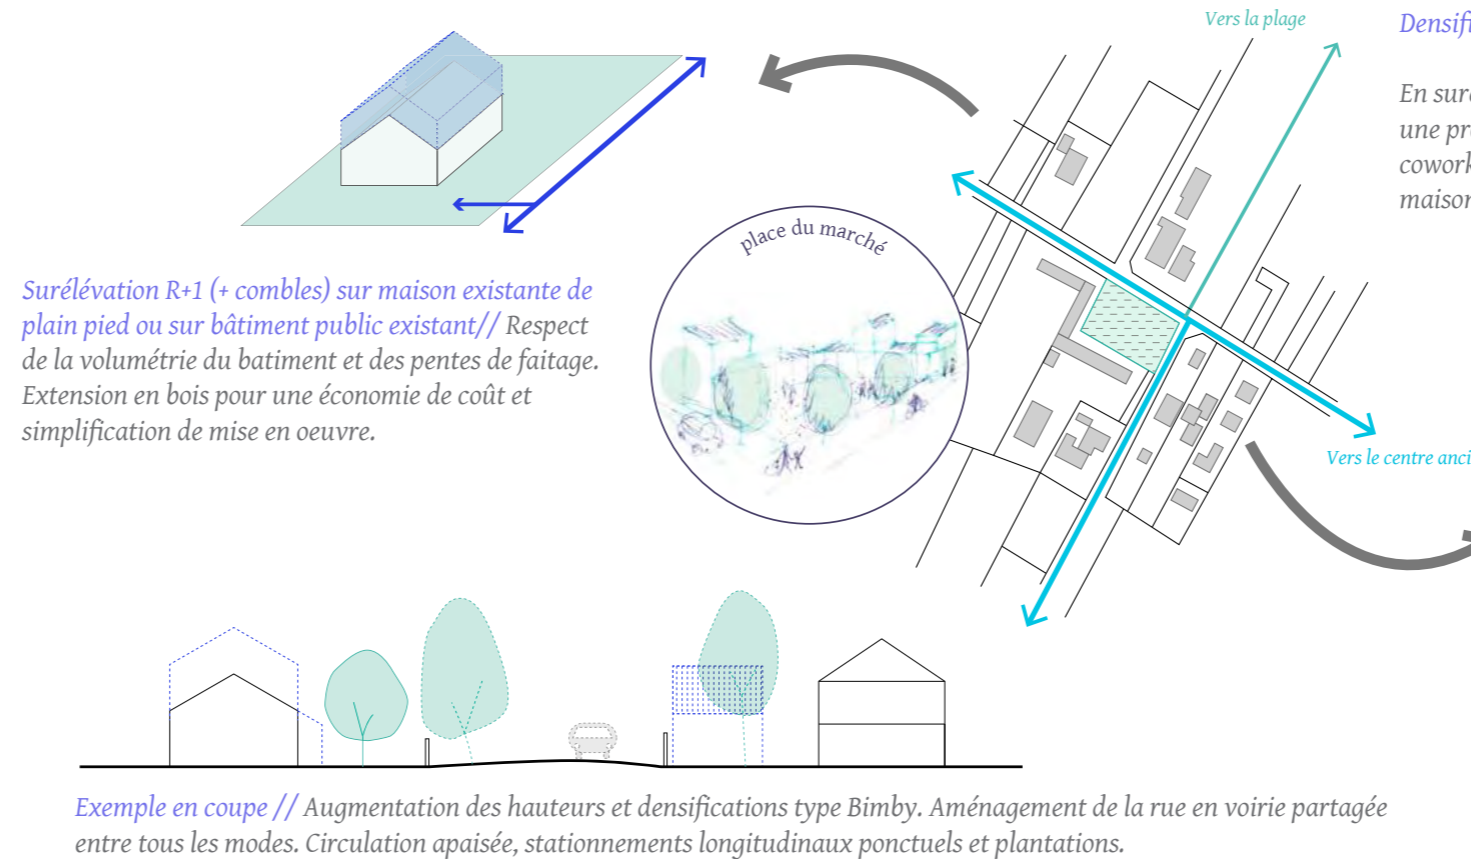 Vers la plage
Densifi
En sur
une pr
cowork
maison
place du marché
Surélévation R+1 (+ combles) sur maison existante de
plain pied ou sur bâtiment public existant// Respect
de la volumétrie du batiment et des pentes de faitage.
Extension en bois pour une économie de coût et
simplification de mise en oeuvre.
Vers le centre anci
Exemple en coupe // Augmentation des hauteurs et densifications type Bimby. Aménagement de la rue en voirie partagée
entre tous les modes. Circulation apaisée, stationnements longitudinaux ponctuels et plantations.